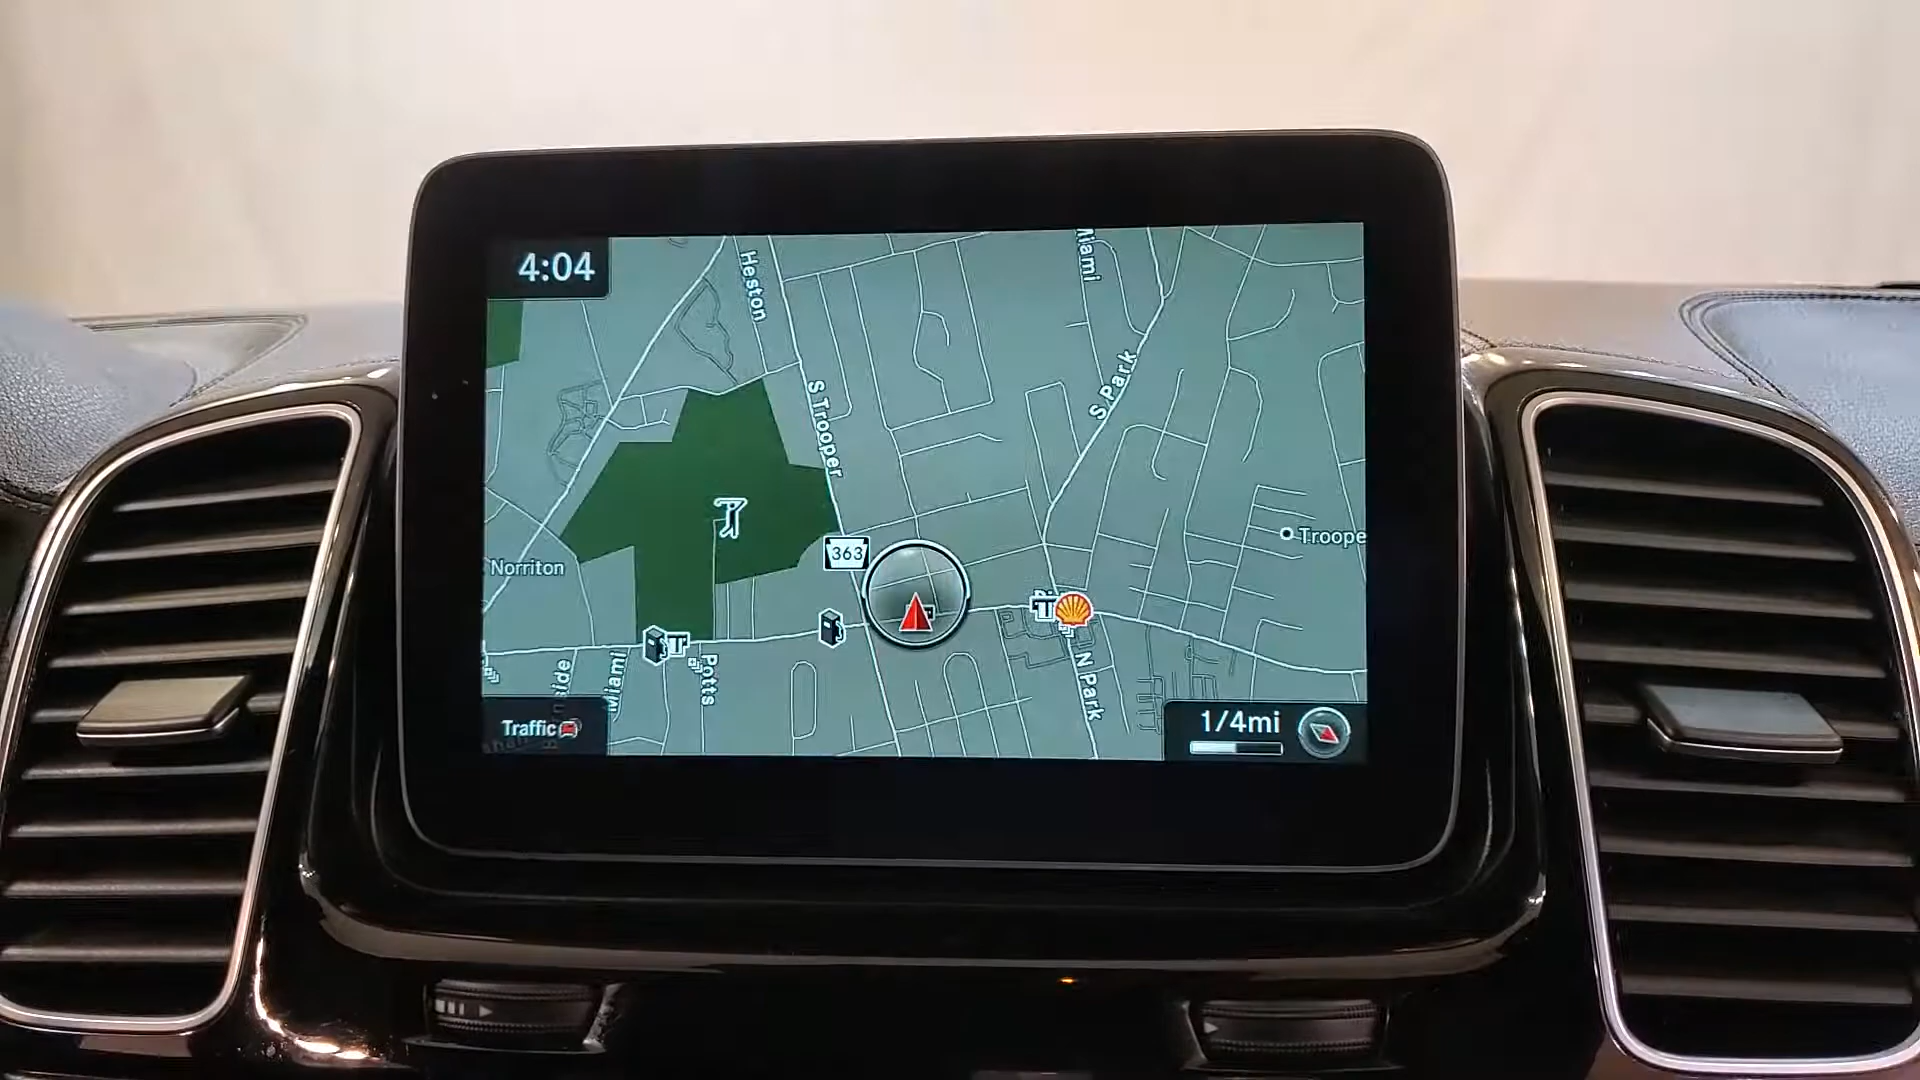 4:04
Heston
Miami
S Park
S Trooper
Troope
363
Norriton
Miami
Potts
N Park
Traffic
1/4mi